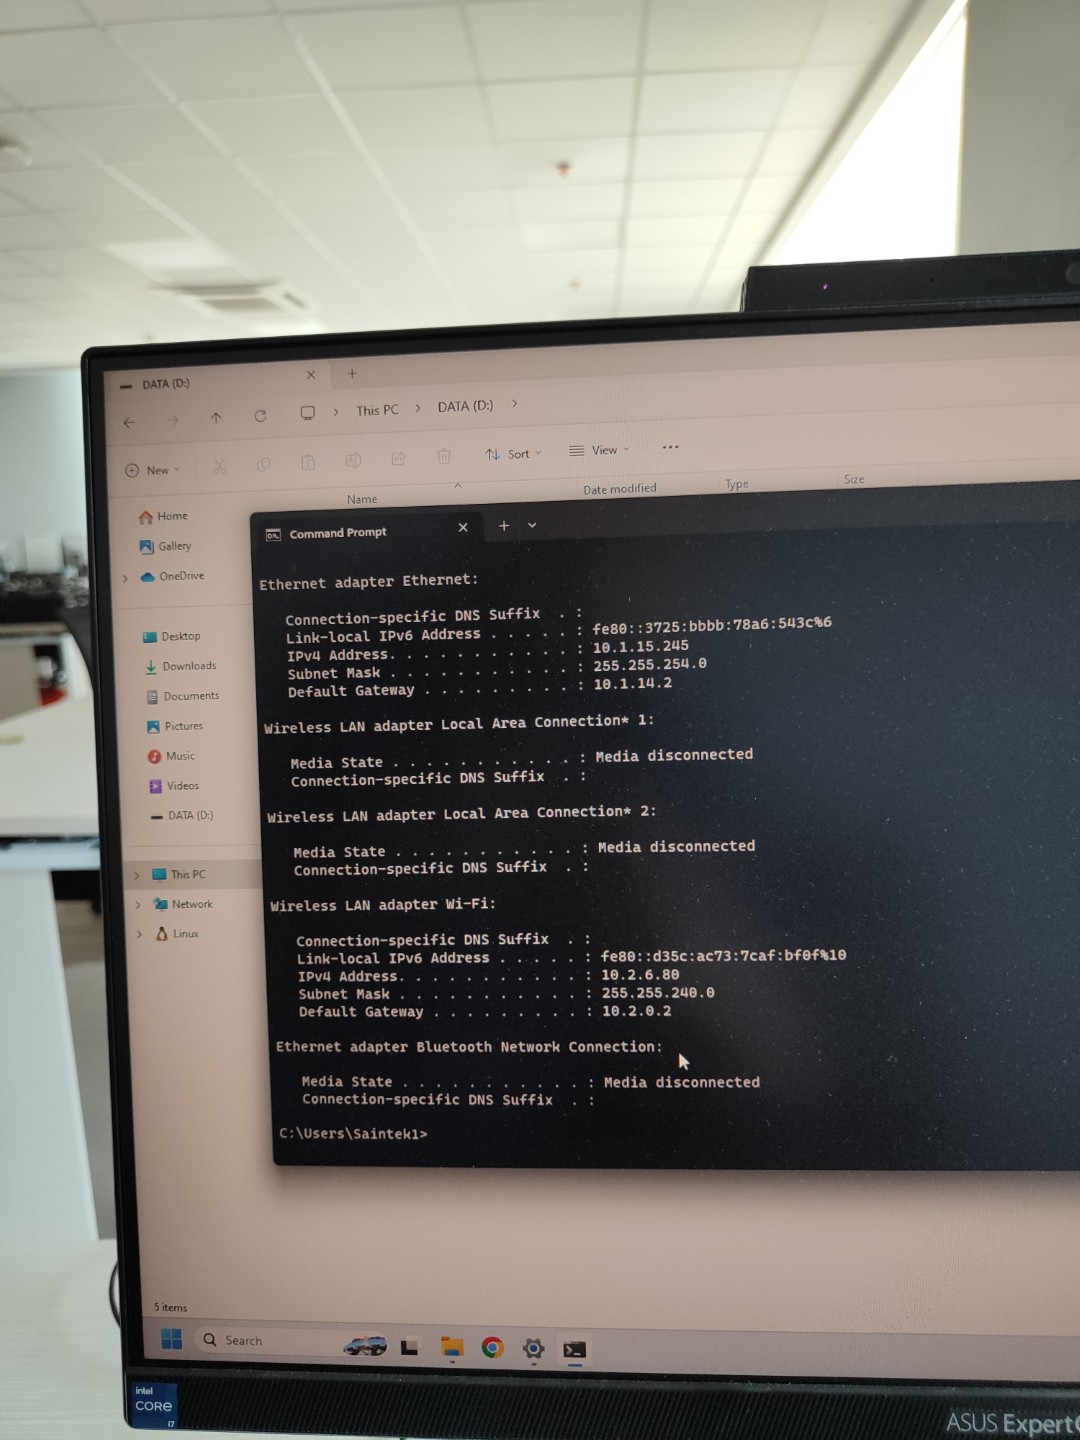 DATA (D:)
This PC > DATA (D:) >
New
Sort
View
...
Name
Date modified
Type
Size
Home
Gallery
OneDrive
Desktop
Downloads
Documents
Pictures
Music
Videos
DATA (D:)
This PC
Network
Linux
Command Prompt
Ethernet adapter Ethernet:
Connection-specific DNS Suffix . :
Link-local IPv6 Address . . . . . : fe80::3725:bbbb:78a6:543c%6
IPv4 Address. . . . . . . . . . . : 10.1.15.245
Subnet Mask . . . . . . . . . . . : 255.255.254.0
Default Gateway . . . . . . . . . : 10.1.14.2
Wireless LAN adapter Local Area Connection* 1:
Media State . . . . . . . . . . . : Media disconnected
Connection-specific DNS Suffix . :
Wireless LAN adapter Local Area Connection* 2:
Media State . . . . . . . . . . . : Media disconnected
Connection-specific DNS Suffix . :
Wireless LAN adapter Wi-Fi:
Connection-specific DNS Suffix . :
Link-local IPv6 Address . . . . . : fe80::d35c:ac73:7caf:bf0f%10
IPv4 Address. . . . . . . . . . . : 10.2.6.80
Subnet Mask . . . . . . . . . . . : 255.255.240.0
Default Gateway . . . . . . . . . : 10.2.0.2
Ethernet adapter Bluetooth Network Connection:
Media State . . . . . . . . . . . : Media disconnected
Connection-specific DNS Suffix . :
C:\Users\Saintek1>
5 items
Search
intel
CORE
i7
ASUS Expert